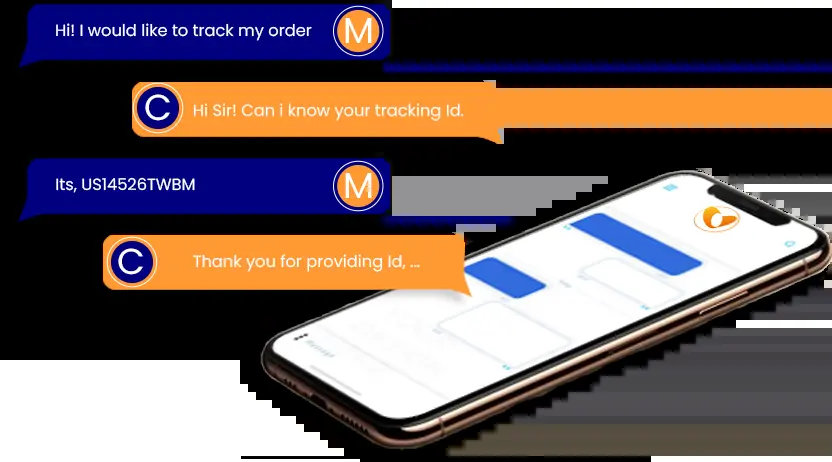 Hi! I would like to track my order
M
C
Hi Sir! Can i know your tracking Id.
Its, US14526TWBM
M
C
Thank you for providing Id, ...